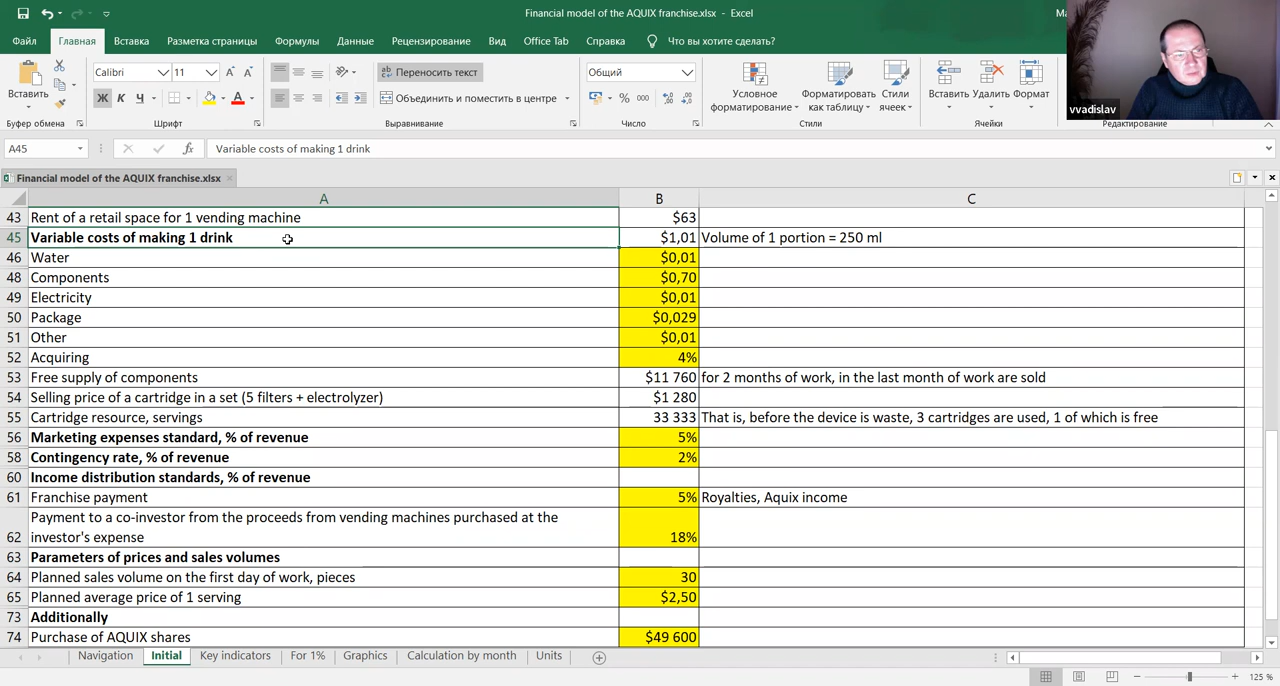 Financial model of the AQUIX franchise.xlsx - Excel
Файл Главная Вставка Разметка страницы Формулы Данные Рецензирование Вид Office Tab Справка Что вы хотите сделать?
vvadislav
Вставить
Calibri 11
Ж К Ч
Переносить текст
Объединить и поместить в центре
Общий
% 000
Условное форматирование
Форматировать как таблицу
Стили ячеек
Вставить Удалить Формат
Буфер обмена Шрифт Выравнивание Число Стили Ячейки Редактирование
A45 fx Variable costs of making 1 drink
Financial model of the AQUIX franchise.xlsx
A B C
43 Rent of a retail space for 1 vending machine $63
45 Variable costs of making 1 drink $1,01 Volume of 1 portion = 250 ml
46 Water $0,01
48 Components $0,70
49 Electricity $0,01
50 Package $0,029
51 Other $0,01
52 Acquiring 4%
53 Free supply of components $11 760 for 2 months of work, in the last month of work are sold
54 Selling price of a cartridge in a set (5 filters + electrolyzer) $1 280
55 Cartridge resource, servings 33 333 That is, before the device is waste, 3 cartridges are used, 1 of which is free
56 Marketing expenses standard, % of revenue 5%
58 Contingency rate, % of revenue 2%
60 Income distribution standards, % of revenue
61 Franchise payment 5% Royalties, Aquix income
Payment to a co-investor from the proceeds from vending machines purchased at the
62 investor's expense 18%
63 Parameters of prices and sales volumes
64 Planned sales volume on the first day of work, pieces 30
65 Planned average price of 1 serving $2,50
73 Additionally
74 Purchase of AQUIX shares $49 600
Navigation Initial Key indicators For 1% Graphics Calculation by month Units
125 %